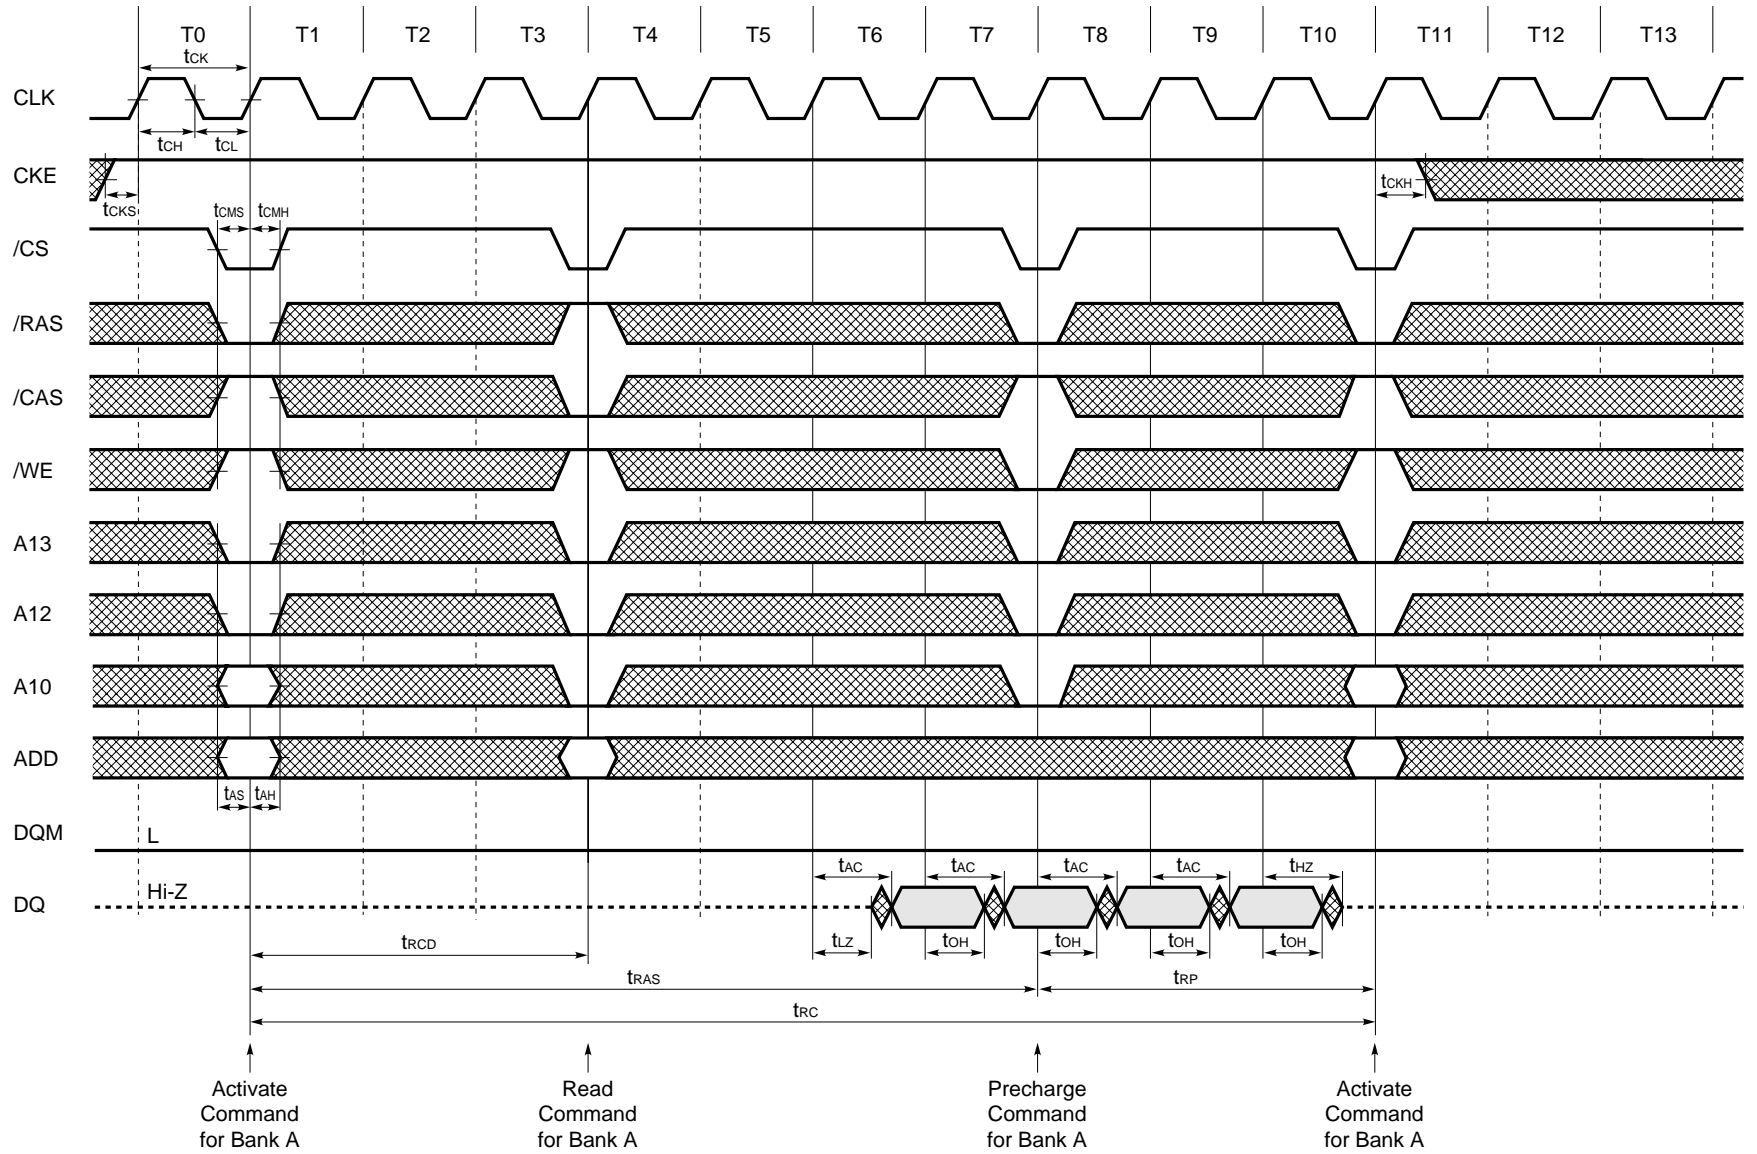 T0 T1 T2 T3 T4 T5 T6 T7 T8 T9 T10 T11 T12 T13
tCK
CLK
tCH tCL
CKE
tCKS tCMS tCMH tCKH
/CS
/RAS
/CAS
/WE
A13
A12
A10
ADD
tAS tAH
DQM L
tAC tAC tAC tAC tHZ
DQ Hi-Z
tLZ tOH tOH tOH tOH
tRCD
tRAS tRP
tRC
Activate
Command
for Bank A
Read
Command
for Bank A
Precharge
Command
for Bank A
Activate
Command
for Bank A